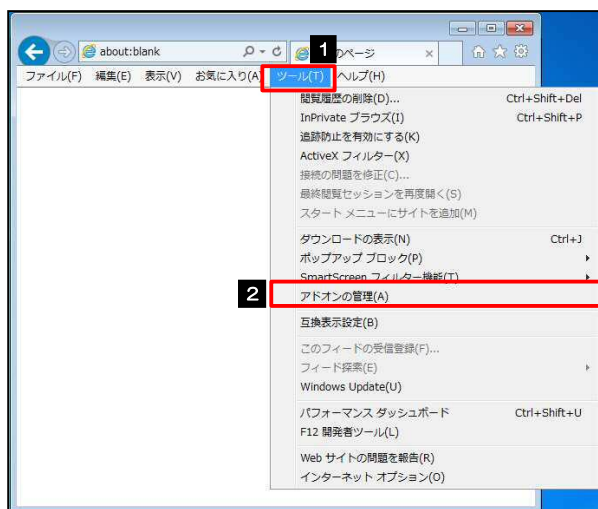 about:blank
1
のページ
ファイル(F) 編集(E) 表示(V) お気に入り(A) ツール(T) ヘルプ(H)
閲覧履歴の削除(D)... Ctrl+Shift+Del
InPrivate ブラウズ(I) Ctrl+Shift+P
追跡防止を有効にする(K)
ActiveX フィルター(X)
接続の問題を修正(C)...
最終閲覧セッションを再度開く(S)
スタート メニューにサイトを追加(M)
ダウンロードの表示(N) Ctrl+J
ポップアップ ブロック(P)
SmartScreen フィルター機能(T)
2 アドオンの管理(A)
互換表示設定(B)
このフィードの受信登録(F)...
フィード探索(E)
Windows Update(U)
パフォーマンス ダッシュボード Ctrl+Shift+U
F12 開発者ツール(L)
Web サイトの問題を報告(R)
インターネット オプション(O)